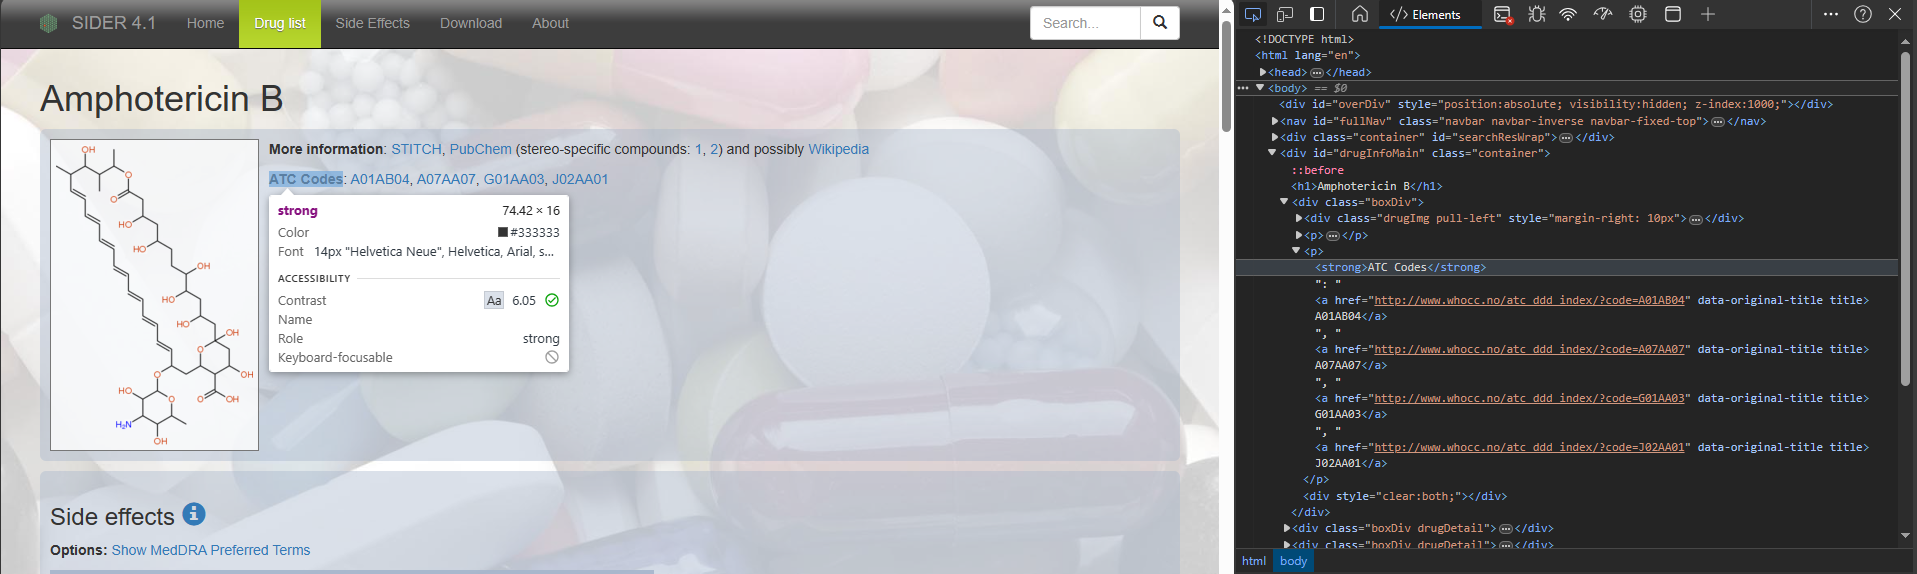 SIDER 4.1 Home Drug list Side Effects Download About Search...
Amphotericin B
More information: STITCH, PubChem (stereo-specific compounds: 1, 2) and possibly Wikipedia
ATC Codes: A01AB04, A07AA07, G01AA03, J02AA01
strong 74.42 × 16
Color #333333
Font 14px "Helvetica Neue", Helvetica, Arial, s...
ACCESSIBILITY
Contrast Aa 6.05
Name
Role strong
Keyboard-focusable
OH
O
O
HO
HO
OH
HO
OH
HO
OH
O
OH
O
HO
O
O
OH
H₂N
OH
Side effects
Options: Show MedDRA Preferred Terms
Elements
<!DOCTYPE html>
<html lang="en">
<head> ... </head>
... <body> == $0
<div id="overDiv" style="position:absolute; visibility:hidden; z-index:1000;"></div>
<nav id="fullNav" class="navbar navbar-inverse navbar-fixed-top"> ... </nav>
<div class="container" id="searchResWrap"> ... </div>
<div id="drugInfoMain" class="container">
::before
<h1>Amphotericin B</h1>
<div class="boxDiv">
<div class="drugImg pull-left" style="margin-right: 10px"> ... </div>
<p> ... </p>
<p>
<strong>ATC Codes</strong>
": "
<a href="http://www.whocc.no/atc_ddd_index/?code=A01AB04" data-original-title title>
A01AB04</a>
", "
<a href="http://www.whocc.no/atc_ddd_index/?code=A07AA07" data-original-title title>
A07AA07</a>
", "
<a href="http://www.whocc.no/atc_ddd_index/?code=G01AA03" data-original-title title>
G01AA03</a>
", "
<a href="http://www.whocc.no/atc_ddd_index/?code=J02AA01" data-original-title title>
J02AA01</a>
</p>
<div style="clear:both;"></div>
</div>
<div class="boxDiv drugDetail"> ... </div>
<div class="boxDiv drugDetail"> ... </div>
html body